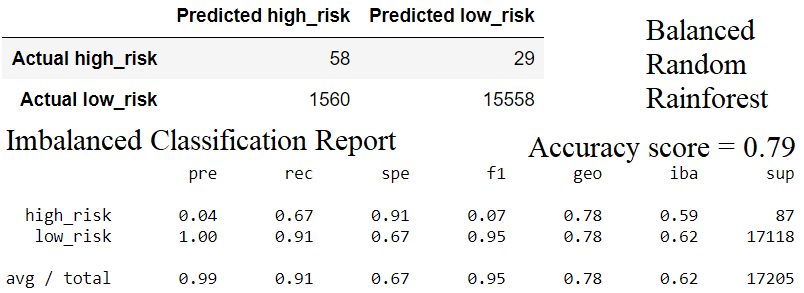 Predicted high_risk Predicted low_risk
Actual high_risk 58 29
Actual low_risk 1560 15558
Balanced
Random
Rainforest
Imbalanced Classification Report
Accuracy score = 0.79
pre rec spe f1 geo iba sup
high_risk 0.04 0.67 0.91 0.07 0.78 0.59 87
low_risk 1.00 0.91 0.67 0.95 0.78 0.62 17118
avg / total 0.99 0.91 0.67 0.95 0.78 0.62 17205